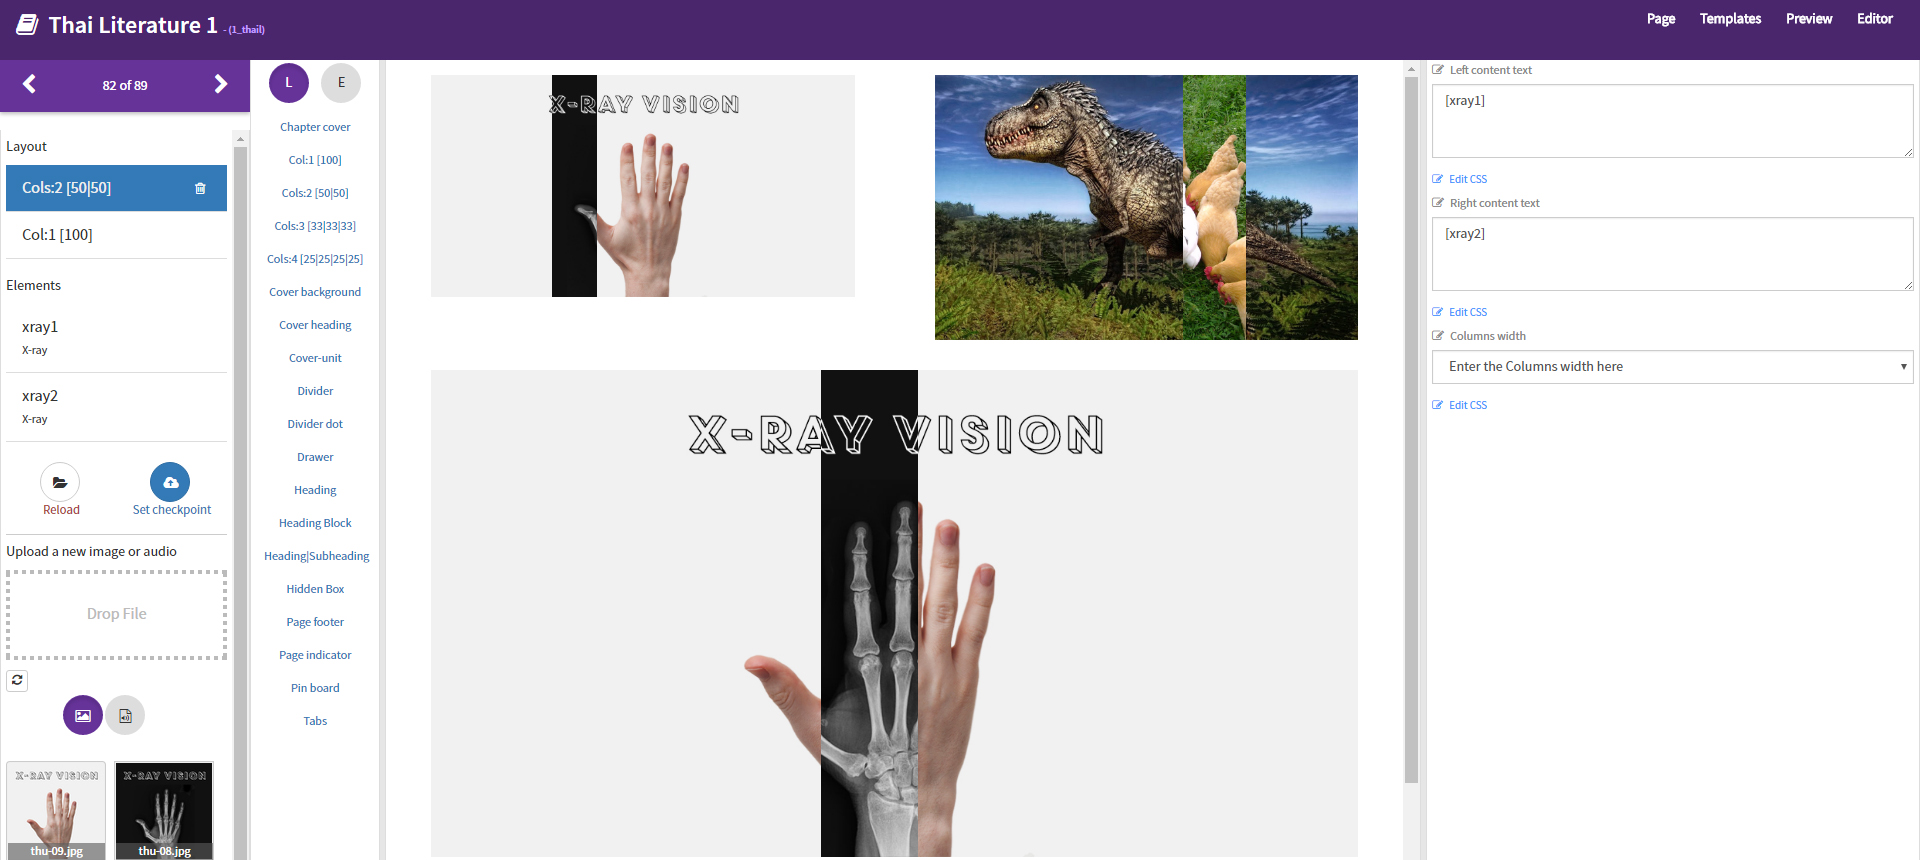 Thai Literature 1 - (1_thail)
Page
Templates
Preview
Editor
82 of 89
Layout
Cols:2 [50|50]
Col:1 [100]
Elements
xray1
X-ray
xray2
X-ray
Reload
Set checkpoint
Upload a new image or audio
Drop File
X-RAY VISION
thu-09.jpg
X-RAY VISION
thu-08.jpg
L
E
Chapter cover
Col:1 [100]
Cols:2 [50|50]
Cols:3 [33|33|33]
Cols:4 [25|25|25|25]
Cover background
Cover heading
Cover-unit
Divider
Divider dot
Drawer
Heading
Heading Block
Heading|Subheading
Hidden Box
Page footer
Page indicator
Pin board
Tabs
X-RAY VISION
X-RAY VISION
Left content text
[xray1]
Edit CSS
Right content text
[xray2]
Edit CSS
Columns width
Enter the Columns width here
Edit CSS